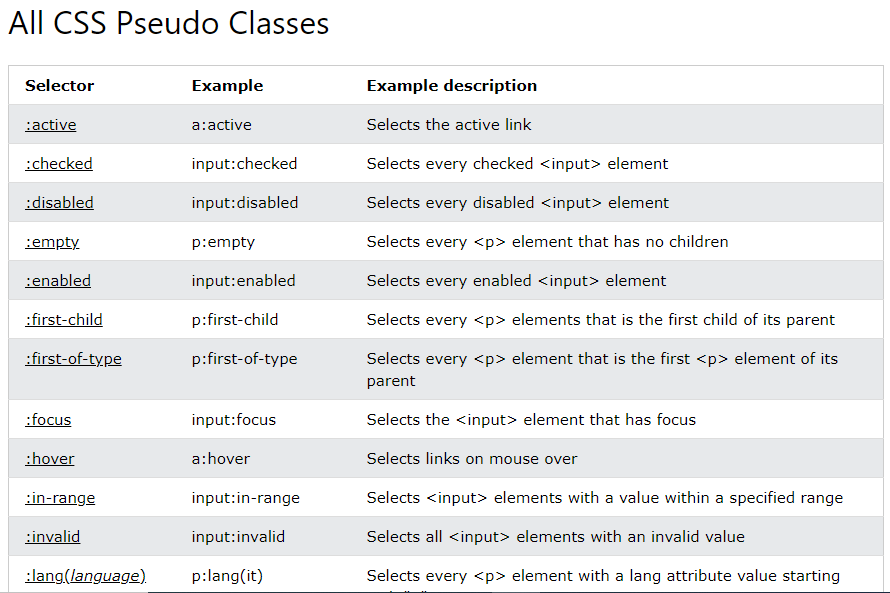 All CSS Pseudo Classes
Selector Example Example description
:active a:active Selects the active link
:checked input:checked Selects every checked <input> element
:disabled input:disabled Selects every disabled <input> element
:empty p:empty Selects every <p> element that has no children
:enabled input:enabled Selects every enabled <input> element
:first-child p:first-child Selects every <p> elements that is the first child of its parent
:first-of-type p:first-of-type Selects every <p> element that is the first <p> element of its
parent
:focus input:focus Selects the <input> element that has focus
:hover a:hover Selects links on mouse over
:in-range input:in-range Selects <input> elements with a value within a specified range
:invalid input:invalid Selects all <input> elements with an invalid value
:lang(language) p:lang(it) Selects every <p> element with a lang attribute value starting